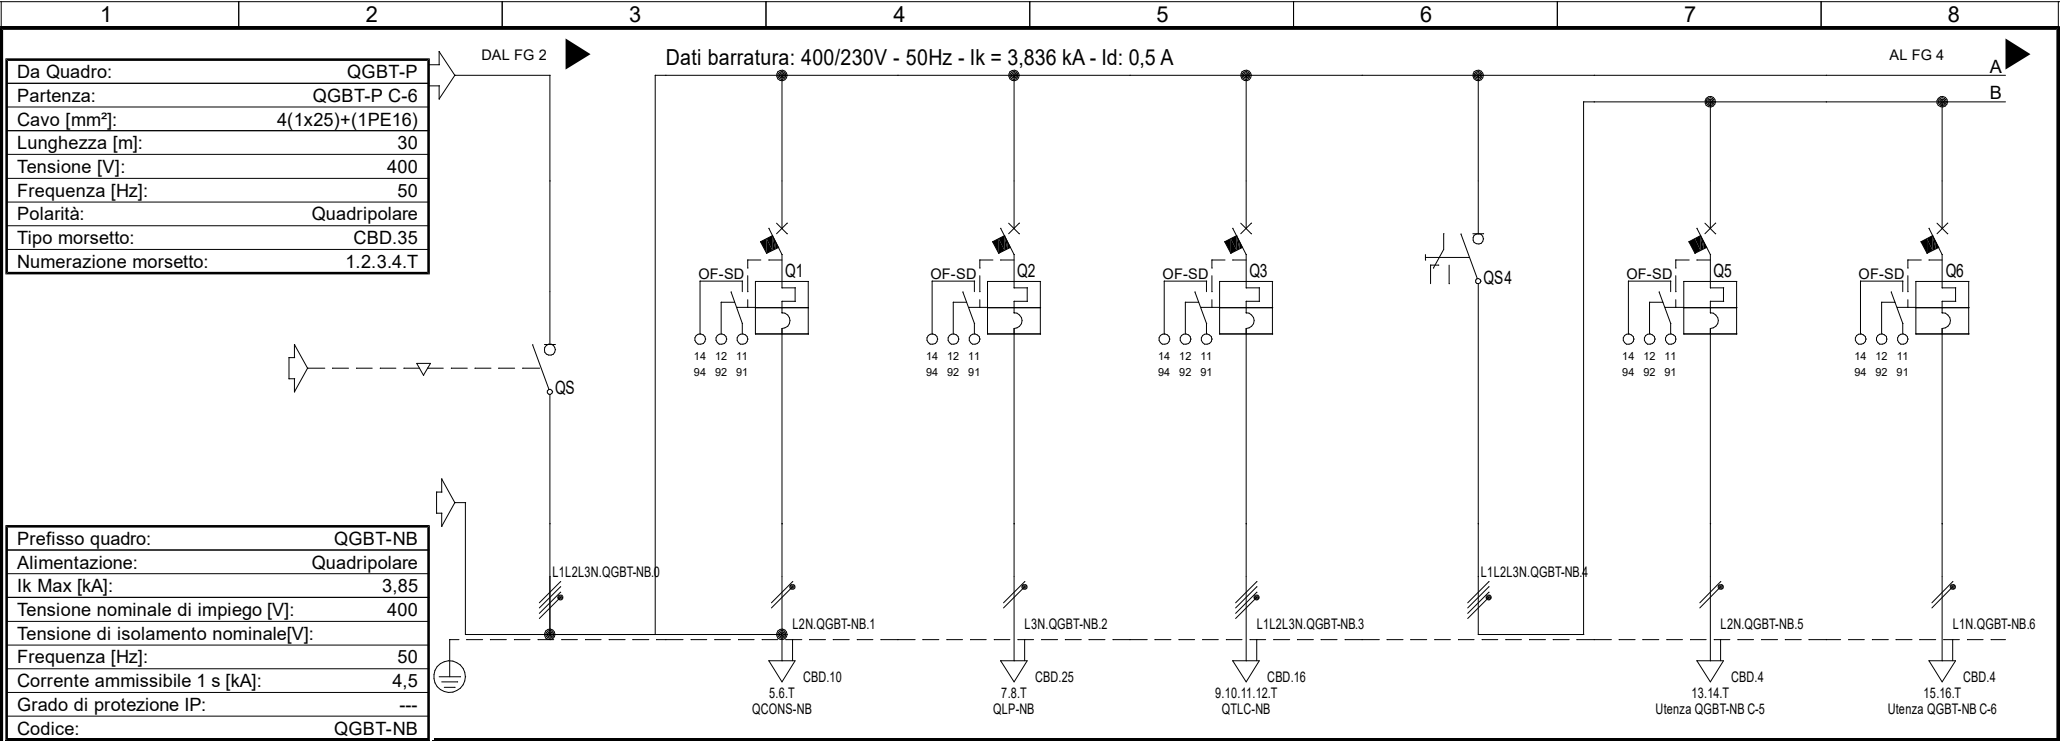 1 2 3 4 5 6 7 8
DAL FG 2
Dati barratura: 400/230V - 50Hz - Ik = 3,836 kA - Id: 0,5 A
AL FG 4
A
B
Da Quadro: QGBT-P
Partenza: QGBT-P C-6
Cavo [mm²]: 4(1x25)+(1PE16)
Lunghezza [m]: 30
Tensione [V]: 400
Frequenza [Hz]: 50
Polarità: Quadripolare
Tipo morsetto: CBD.35
Numerazione morsetto: 1.2.3.4.T
OF-SD Q1
OF-SD Q2
OF-SD Q3
QS4
OF-SD Q5
OF-SD Q6
14 12 11
94 92 91
14 12 11
94 92 91
14 12 11
94 92 91
14 12 11
94 92 91
14 12 11
94 92 91
QS
Prefisso quadro: QGBT-NB
Alimentazione: Quadripolare
Ik Max [kA]: 3,85
Tensione nominale di impiego [V]: 400
Tensione di isolamento nominale[V]:
Frequenza [Hz]: 50
Corrente ammissibile 1 s [kA]: 4,5
Grado di protezione IP: ---
Codice: QGBT-NB
L1L2L3N.QGBT-NB.0
L1L2L3N.QGBT-NB.4
L2N.QGBT-NB.1
L3N.QGBT-NB.2
L1L2L3N.QGBT-NB.3
L2N.QGBT-NB.5
L1N.QGBT-NB.6
CBD.10
5.6.T
QCONS-NB
CBD.25
7.8.T
QLP-NB
CBD.16
9.10.11.12.T
QTLC-NB
CBD.4
13.14.T
Utenza QGBT-NB C-5
CBD.4
15.16.T
Utenza QGBT-NB C-6